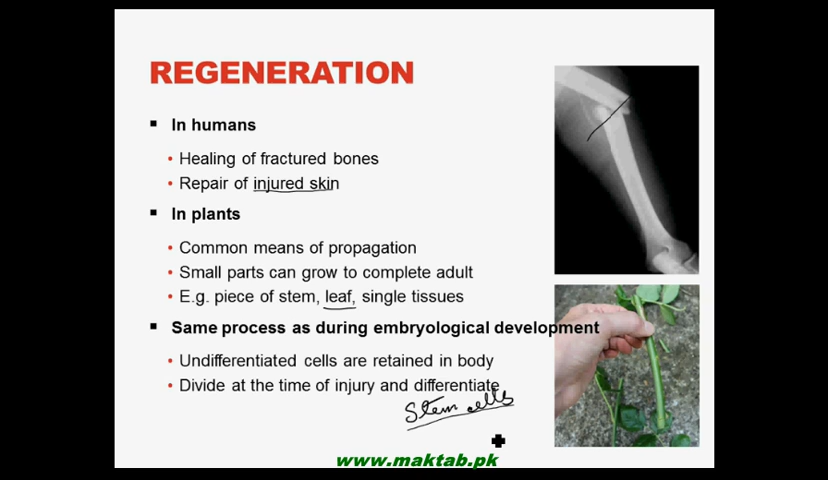 REGENERATION
In humans
Healing of fractured bones
Repair of injured skin
In plants
Common means of propagation
Small parts can grow to complete adult
E.g. piece of stem, leaf, single tissues
Same process as during embryological development
Undifferentiated cells are retained in body
Divide at the time of injury and differentiate
Stem cells
www.maktab.pk